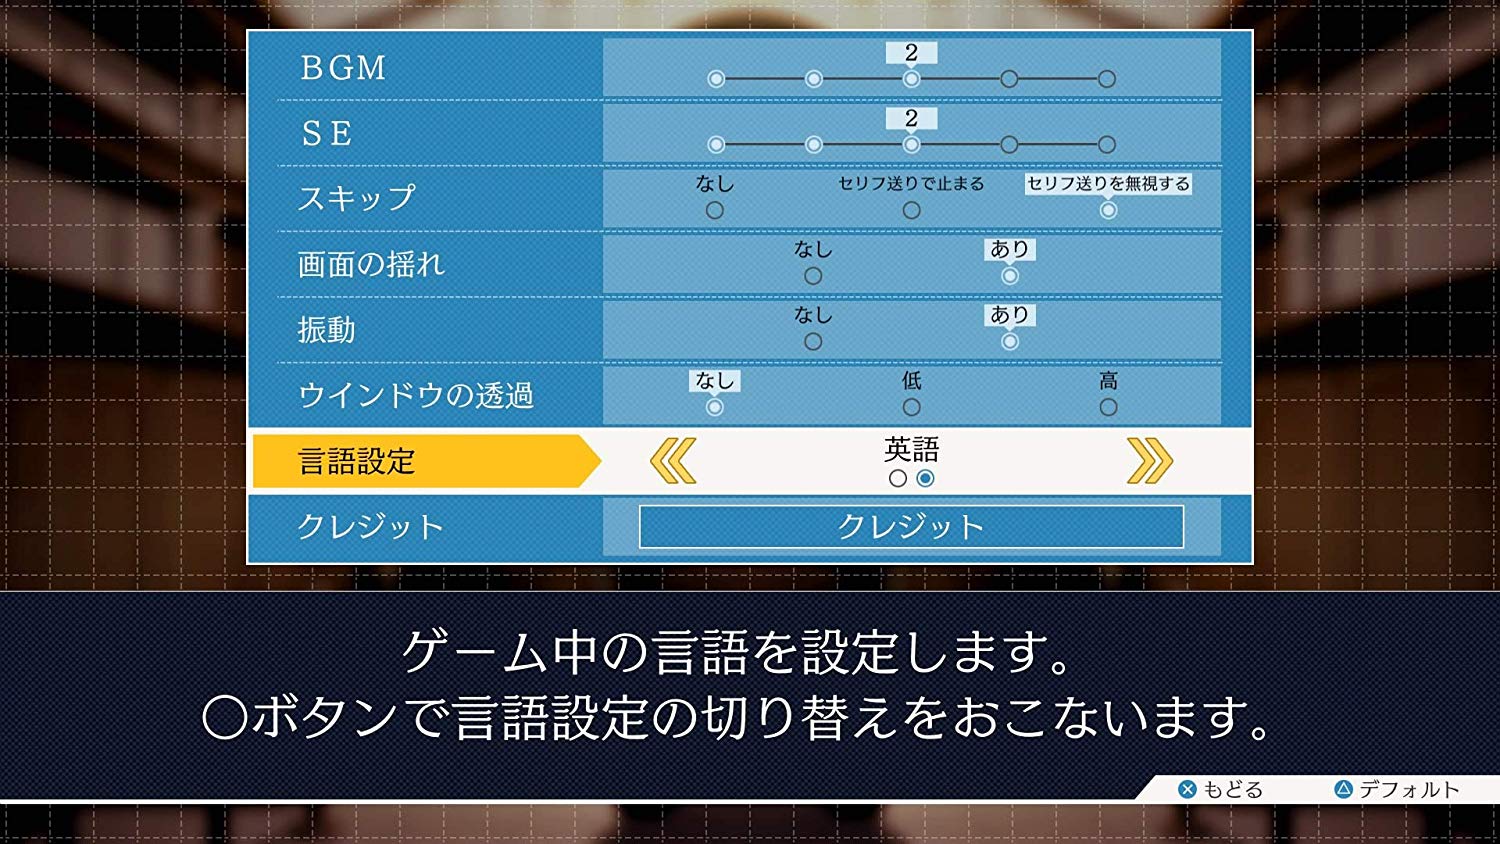 BGM
2
SE
2
スキップ
なし セリフ送りで止まる セリフ送りを無視する
画面の揺れ
なし あり
振動
なし あり
ウインドウの透過
なし 低 高
言語設定
英語
クレジット
クレジット
ゲーム中の言語を設定します。
○ボタンで言語設定の切り替えをおこないます。
もどる デフォルト